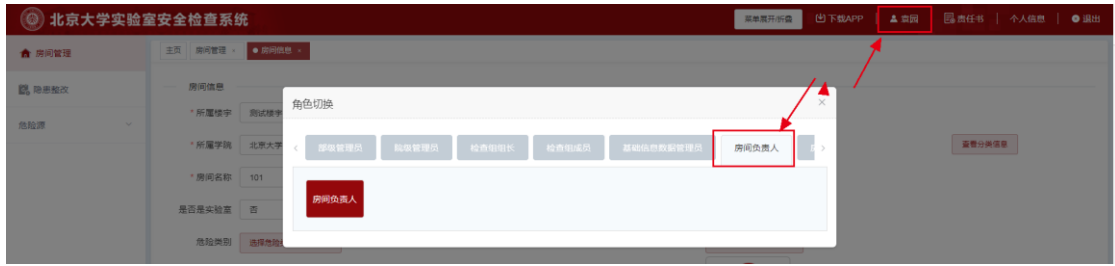 北京大学实验室安全检查系统
菜单展开/折叠 下载APP 袁园 责任书 个人信息 退出
房间管理
主页 房间管理 × 房间信息 ×
隐患整改
危险源
房间信息
角色切换 ×
* 所属楼宇 测试楼宇
* 所属学院 北京大学
部级管理员 院级管理员 检查组组长 检查组成员 基础信息数据管理员 房间负责人
查看分类信息
* 房间名称 101
房间负责人
是否是实验室 否
危险类别 选择危险